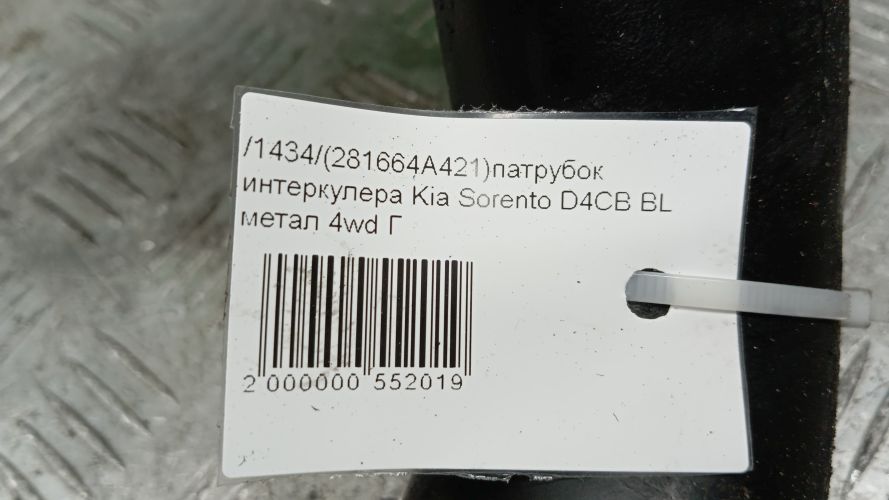 /1434/(281664A421)патрубок
интеркулера Kia Sorento D4CB BL
метал 4wd Г
2 000000 552019